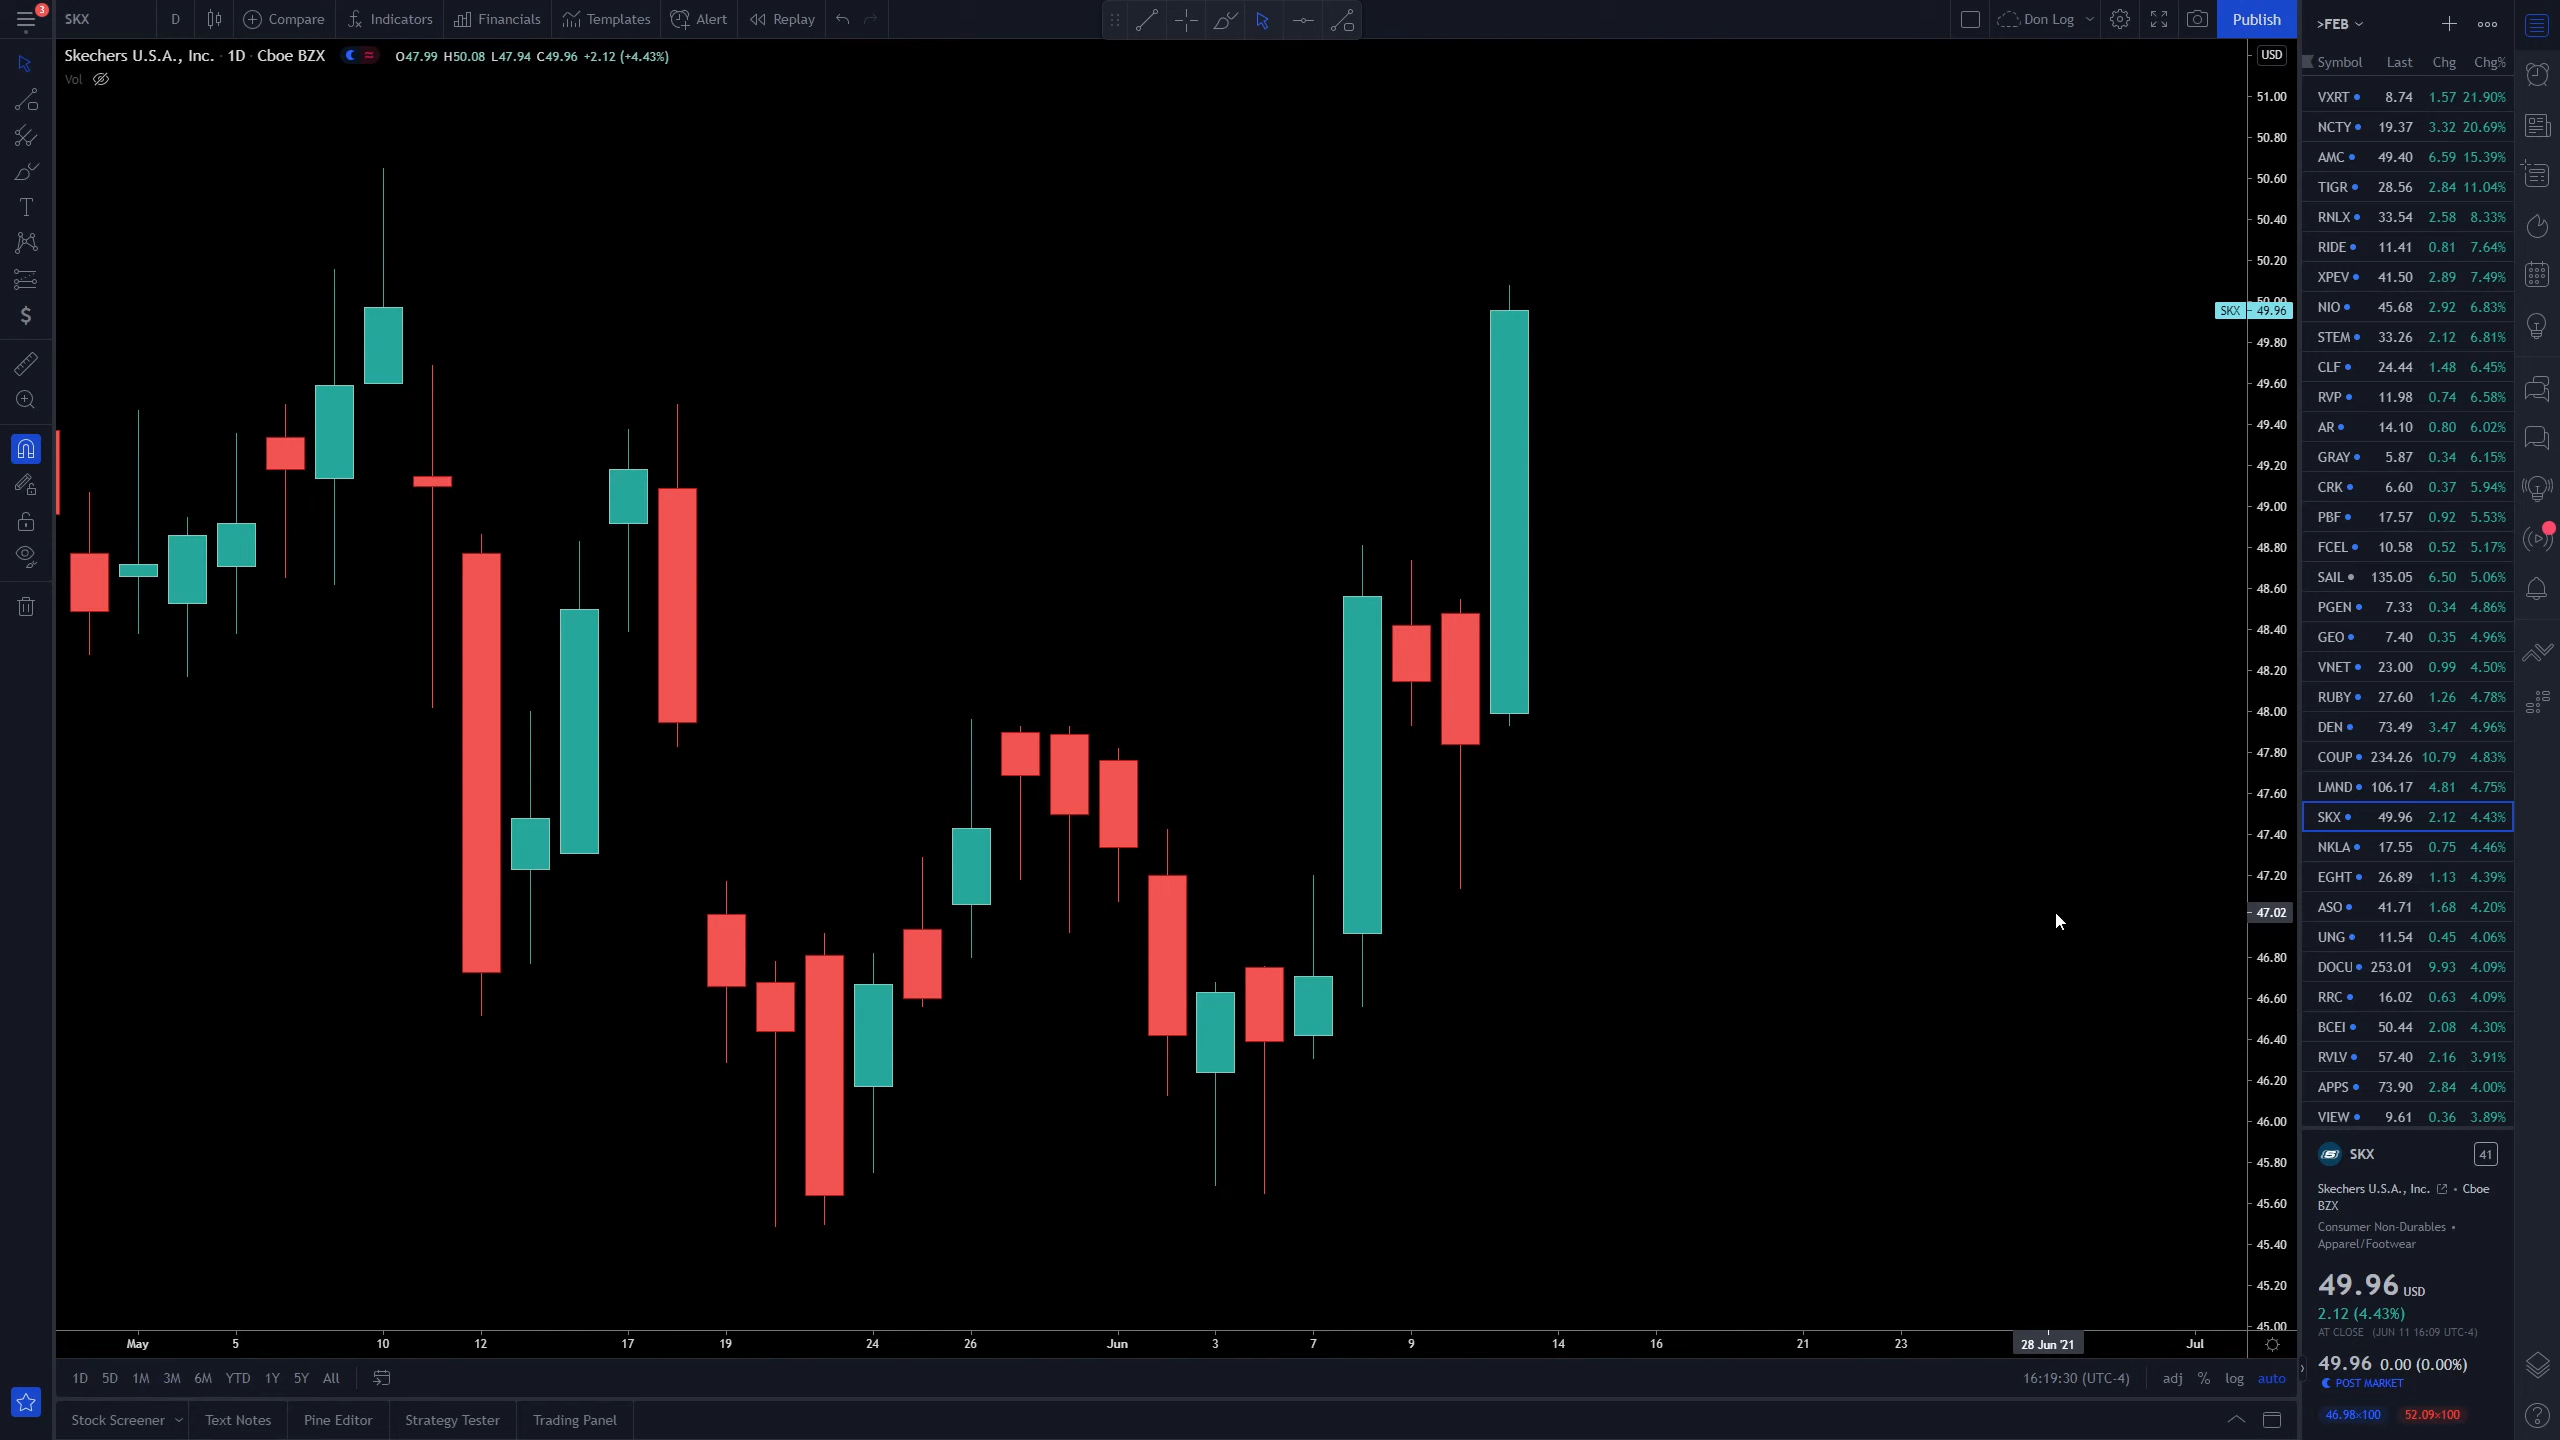 3
SKX
D
Compare
Indicators
Financials
Templates
Alert
Replay
Don Log
Publish
>FEB
Skechers U.S.A., Inc. · 1D · Cboe BZX O47.99 H50.08 L47.94 C49.96 +2.12 (+4.43%)
Vol
USD
51.00
50.80
50.60
50.40
50.20
50.00
SKX 49.96
49.80
49.60
49.40
49.20
49.00
48.80
48.60
48.40
48.20
48.00
47.80
47.60
47.40
47.20
47.02
46.80
46.60
46.40
46.20
46.00
45.80
45.60
45.40
45.20
45.00
May 5 10 12 17 19 24 26 Jun 3 7 9 14 16 21 23 28 Jun '21 Jul
1D 5D 1M 3M 6M YTD 1Y 5Y All
16:19:30 (UTC-4) adj % log auto
Stock Screener Text Notes Pine Editor Strategy Tester Trading Panel
Symbol Last Chg Chg%
VXRT 8.74 1.57 21.90%
NCTY 19.37 3.32 20.69%
AMC 49.40 6.59 15.39%
TIGR 28.56 2.84 11.04%
RNLX 33.54 2.58 8.33%
RIDE 11.41 0.81 7.64%
XPEV 41.50 2.89 7.49%
NIO 45.68 2.92 6.83%
STEM 33.26 2.12 6.81%
CLF 24.44 1.48 6.45%
RVP 11.98 0.74 6.58%
AR 14.10 0.80 6.02%
GRAY 5.87 0.34 6.15%
CRK 6.60 0.37 5.94%
PBF 17.57 0.92 5.53%
FCEL 10.58 0.52 5.17%
SAIL 135.05 6.50 5.06%
PGEN 7.33 0.34 4.86%
GEO 7.40 0.35 4.96%
VNET 23.00 0.99 4.50%
RUBY 27.60 1.26 4.78%
DEN 73.49 3.47 4.96%
COUP 234.26 10.79 4.83%
LMND 106.17 4.81 4.75%
SKX 49.96 2.12 4.43%
NKLA 17.55 0.75 4.46%
EGHT 26.89 1.13 4.39%
ASO 41.71 1.68 4.20%
UNG 11.54 0.45 4.06%
DOCU 253.01 9.93 4.09%
RRC 16.02 0.63 4.09%
BCEI 50.44 2.08 4.30%
RVLV 57.40 2.16 3.91%
APPS 73.90 2.84 4.00%
VIEW 9.61 0.36 3.89%
SKX 41
Skechers U.S.A., Inc. • Cboe
BZX
Consumer Non-Durables •
Apparel/Footwear
49.96 USD
2.12 (4.43%)
AT CLOSE (JUN 11 16:09 UTC-4)
49.96 0.00 (0.00%)
POST MARKET
46.98×100 52.09×100